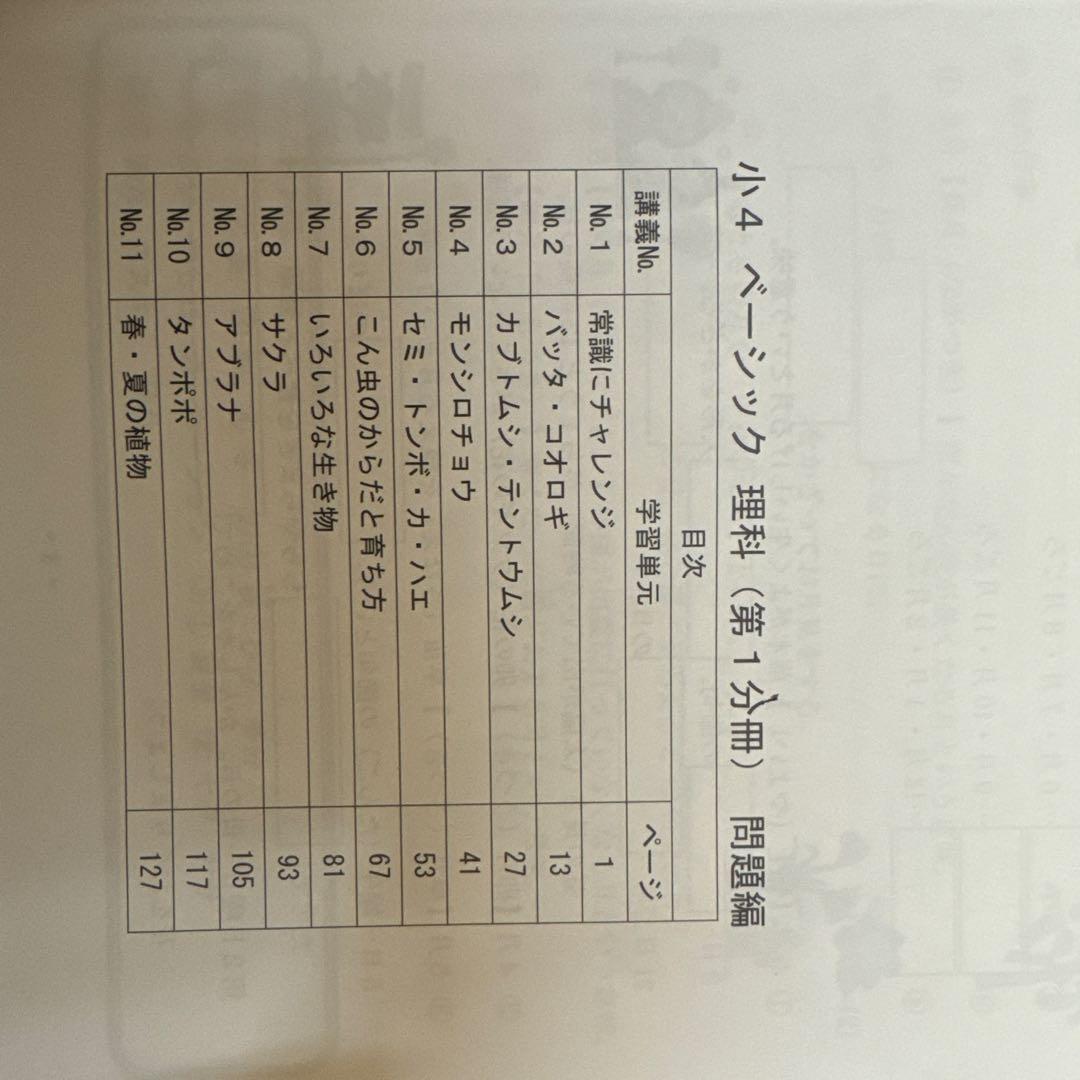 小4 ベーシック 理科(第1分冊) 問題編
目次
講義№. 学習単元 ページ
№.1 常識にチャレンジ 1
№.2 バッタ・コオロギ 13
№.3 カブトムシ・テントウムシ 27
№.4 モンシロチョウ 41
№.5 セミ・トンボ・カ・ハエ 53
№.6 こん虫のからだと育ち方 67
№.7 いろいろな生き物 81
№.8 サクラ 93
№.9 アブラナ 105
№.10 タンポポ 117
№.11 春・夏の植物 127